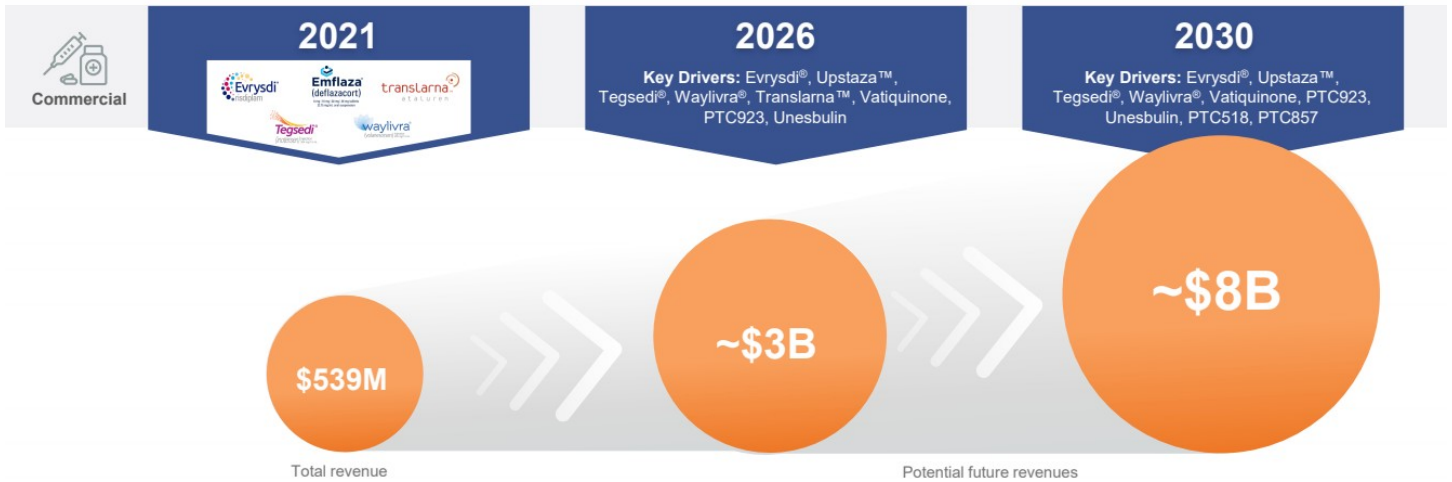 Commercial
2021
Evrysdi
risdiplam
Emflaza
(deflazacort)
translarna
ataluren
Tegsedi
waylivra
2026
Key Drivers: Evrysdi®, Upstaza™,
Tegsedi®, Waylivra®, Translarna™, Vatiquinone,
PTC923, Unesbulin
2030
Key Drivers: Evrysdi®, Upstaza™,
Tegsedi®, Waylivra®, Vatiquinone, PTC923,
Unesbulin, PTC518, PTC857
$539M
~$3B
~$8B
Total revenue
Potential future revenues